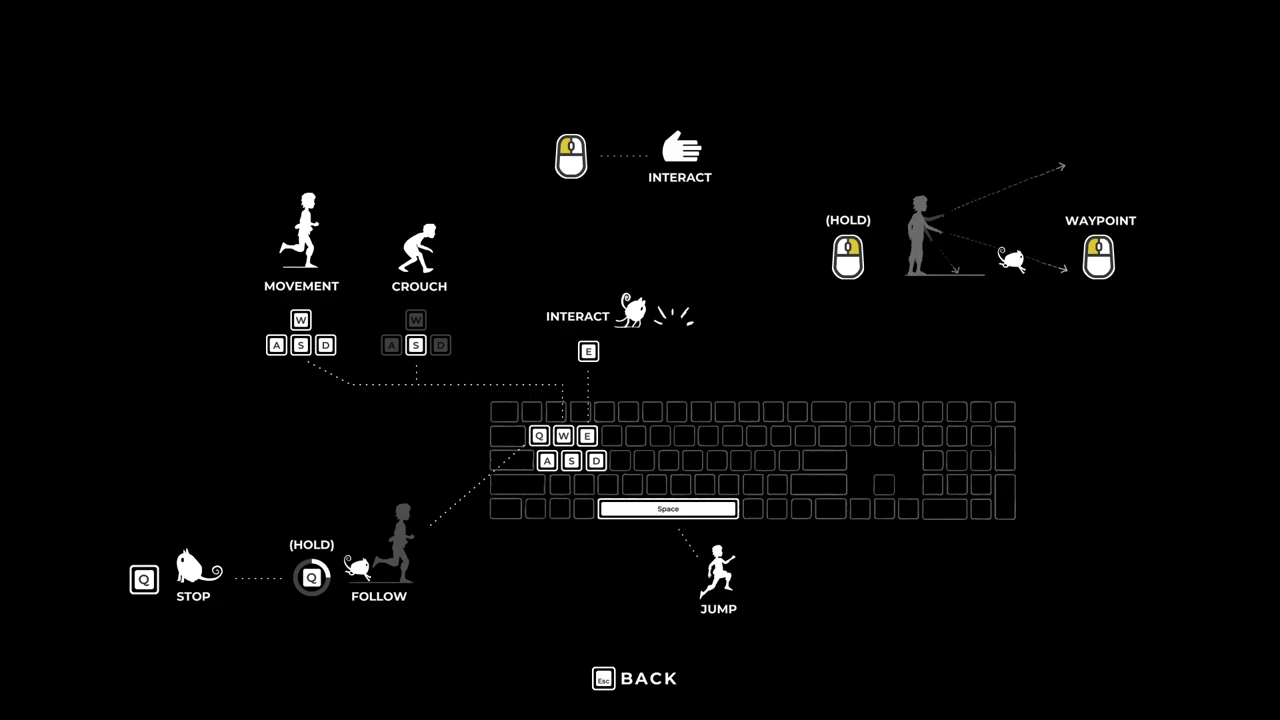 INTERACT
(HOLD)
WAYPOINT
MOVEMENT
CROUCH
W
A S D
W
A S D
INTERACT
E
Q W E
A S D
Space
(HOLD)
Q
Q
STOP
FOLLOW
JUMP
Esc BACK